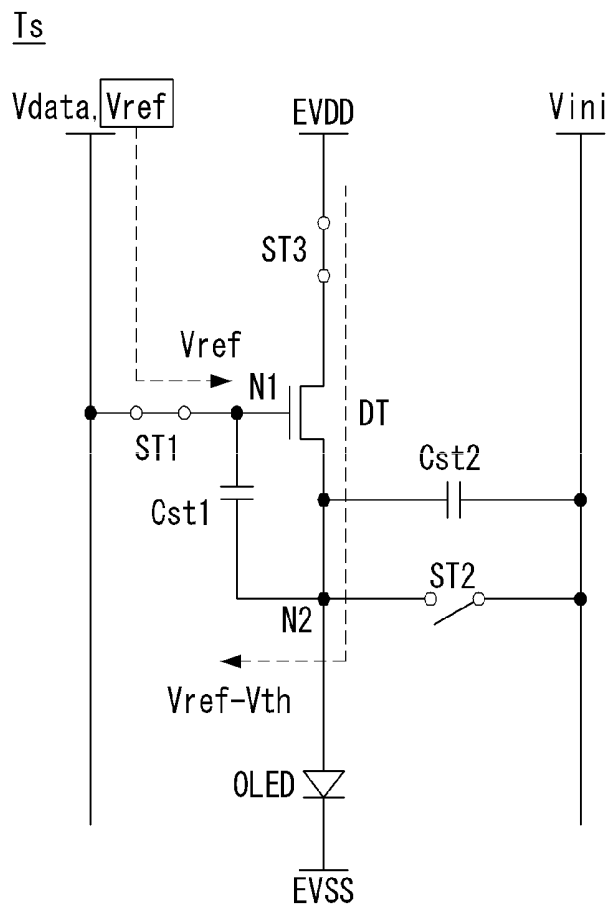 Ts
Vdata, Vref
EVDD
Vini
ST3
Vref
N1
DT
ST1
Cst2
Cst1
ST2
N2
Vref-Vth
OLED
EVSS